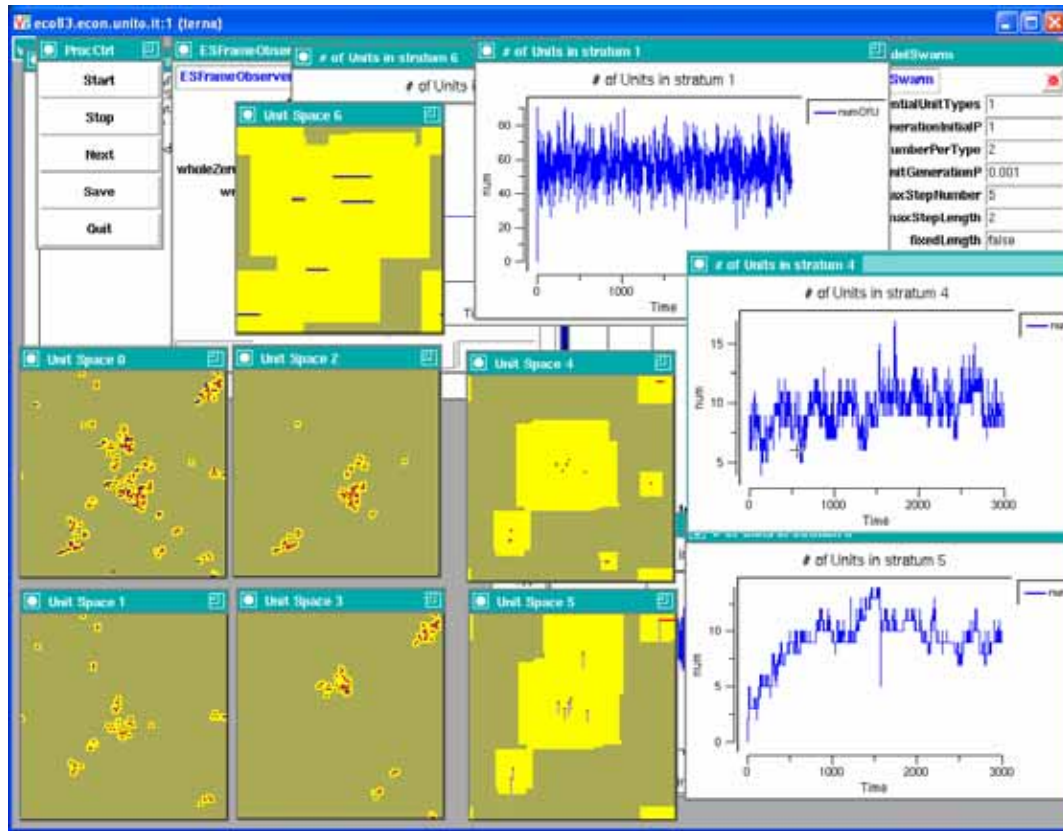 eco83.econ.unito.it:1 (terna)
ProcCtrl
Start
Stop
Next
Save
Quit
ESFrameObser
ESFrameObserver
wholeZer
# of Units in stratum 6
# of Units i
Unit Space 6
# of Units in stratum 1
# of Units in stratum 1
numOfU
num
80
60
40
20
0
0
1000
Time
delSwarm
Swarm
entialUnitTypes 1
nerationInitialP 1
umberPerType 2
nitGenerationP 0.001
axStepNumber 5
maxStepLength 2
fixedLength false
# of Units in stratum 4
# of Units in stratum 4
num
15
10
5
0
1000
2000
3000
Time
Unit Space 0
Unit Space 2
Unit Space 4
Unit Space 1
Unit Space 3
Unit Space 5
# of Units in stratum 5
num
10
5
0
0
1000
2000
3000
Time